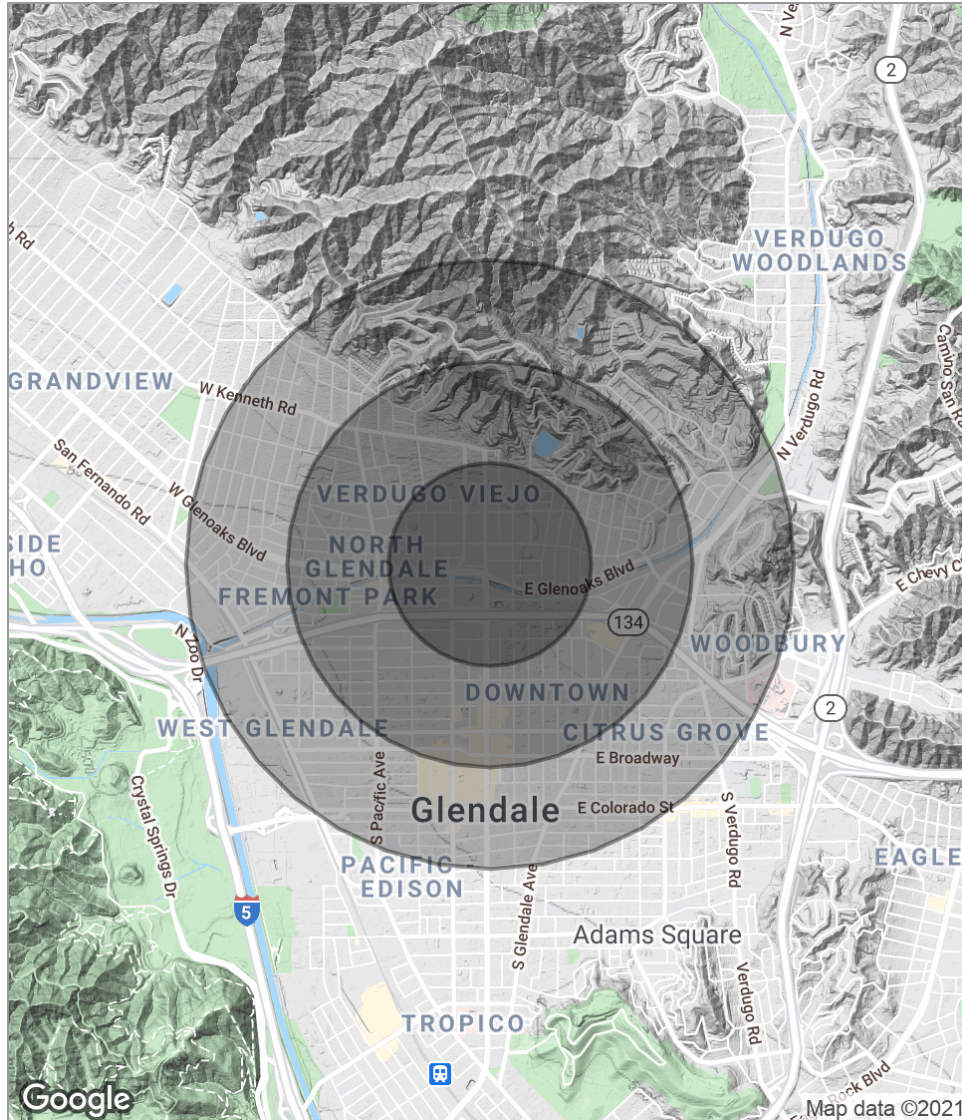 N Ve
2
VERDUGO
WOODLANDS
h Rd
Camino San Ra
GRANDVIEW
W Kenneth Rd
N Verdugo Rd
San Fernando Rd
W Glenoaks Blvd
VERDUGO VIEJO
SIDE
HO
NORTH
GLENDALE
E Chevy C
E Glenoaks Blvd
FREMONT PARK
134
N Zoo Dr
WOODBURY
DOWNTOWN
2
WEST GLENDALE
CITRUS GROVE
E Broadway
S Pacific Ave
Glendale
E Colorado St
Crystal Springs Dr
S Verdugo Rd
PACIFIC
EDISON
EAGLE
5
S Glendale Ave
Adams Square
Verdugo Rd
TROPICO
Rock Blvd
Google
Map data ©2021